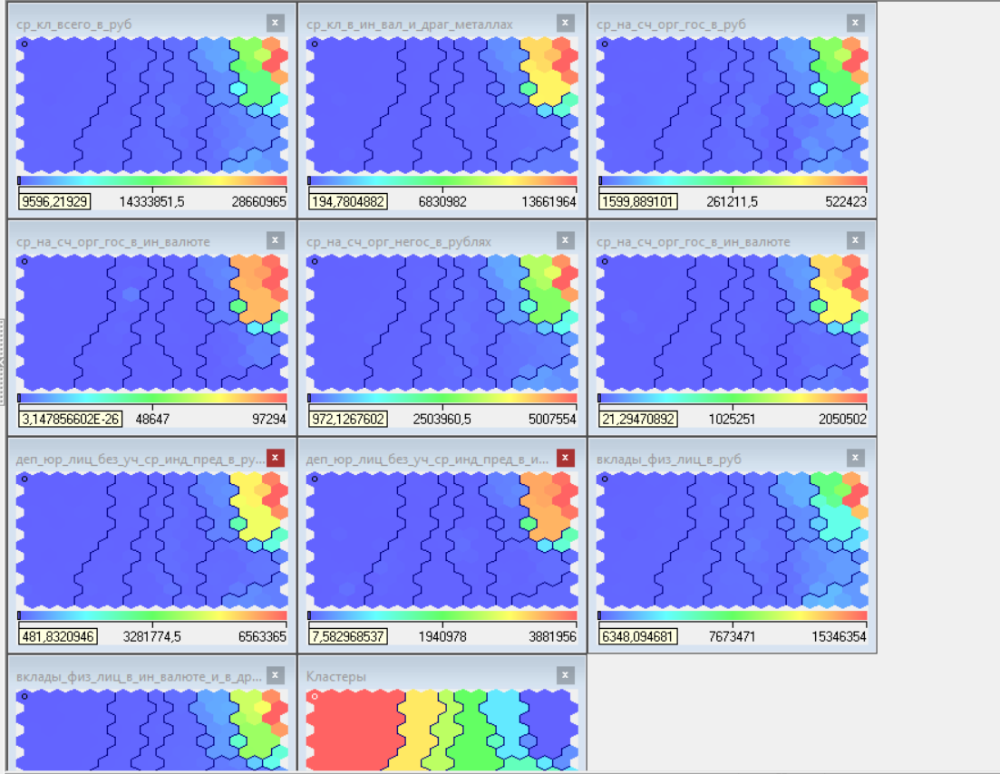 ср_кл_всего_в_руб
ср_кл_в_ин_вал_и_драг_металлах
ср_на_сч_орг_гос_в_руб
9596,21929 14333851,5 28660965
194,7804882 6830982 13661964
1599,889101 261211,5 522423
ср_на_сч_орг_гос_в_ин_валюте
ср_на_сч_орг_негос_в_рублях
ср_на_сч_орг_гос_в_ин_валюте
3,147856602E-26 48647 97294
972,1267602 2503960,5 5007554
21,29470892 1025251 2050502
деп_юр_лиц_без_уч_ср_инд_пред_в_ру...
деп_юр_лиц_без_уч_ср_инд_пред_в_и...
вклады_физ_лиц_в_руб
481,8320946 3281774,5 6563365
7,582968537 1940978 3881956
6348,094681 7673471 15346354
вклады_физ_лиц_в_ин_валюте_и_в_др...
Кластеры